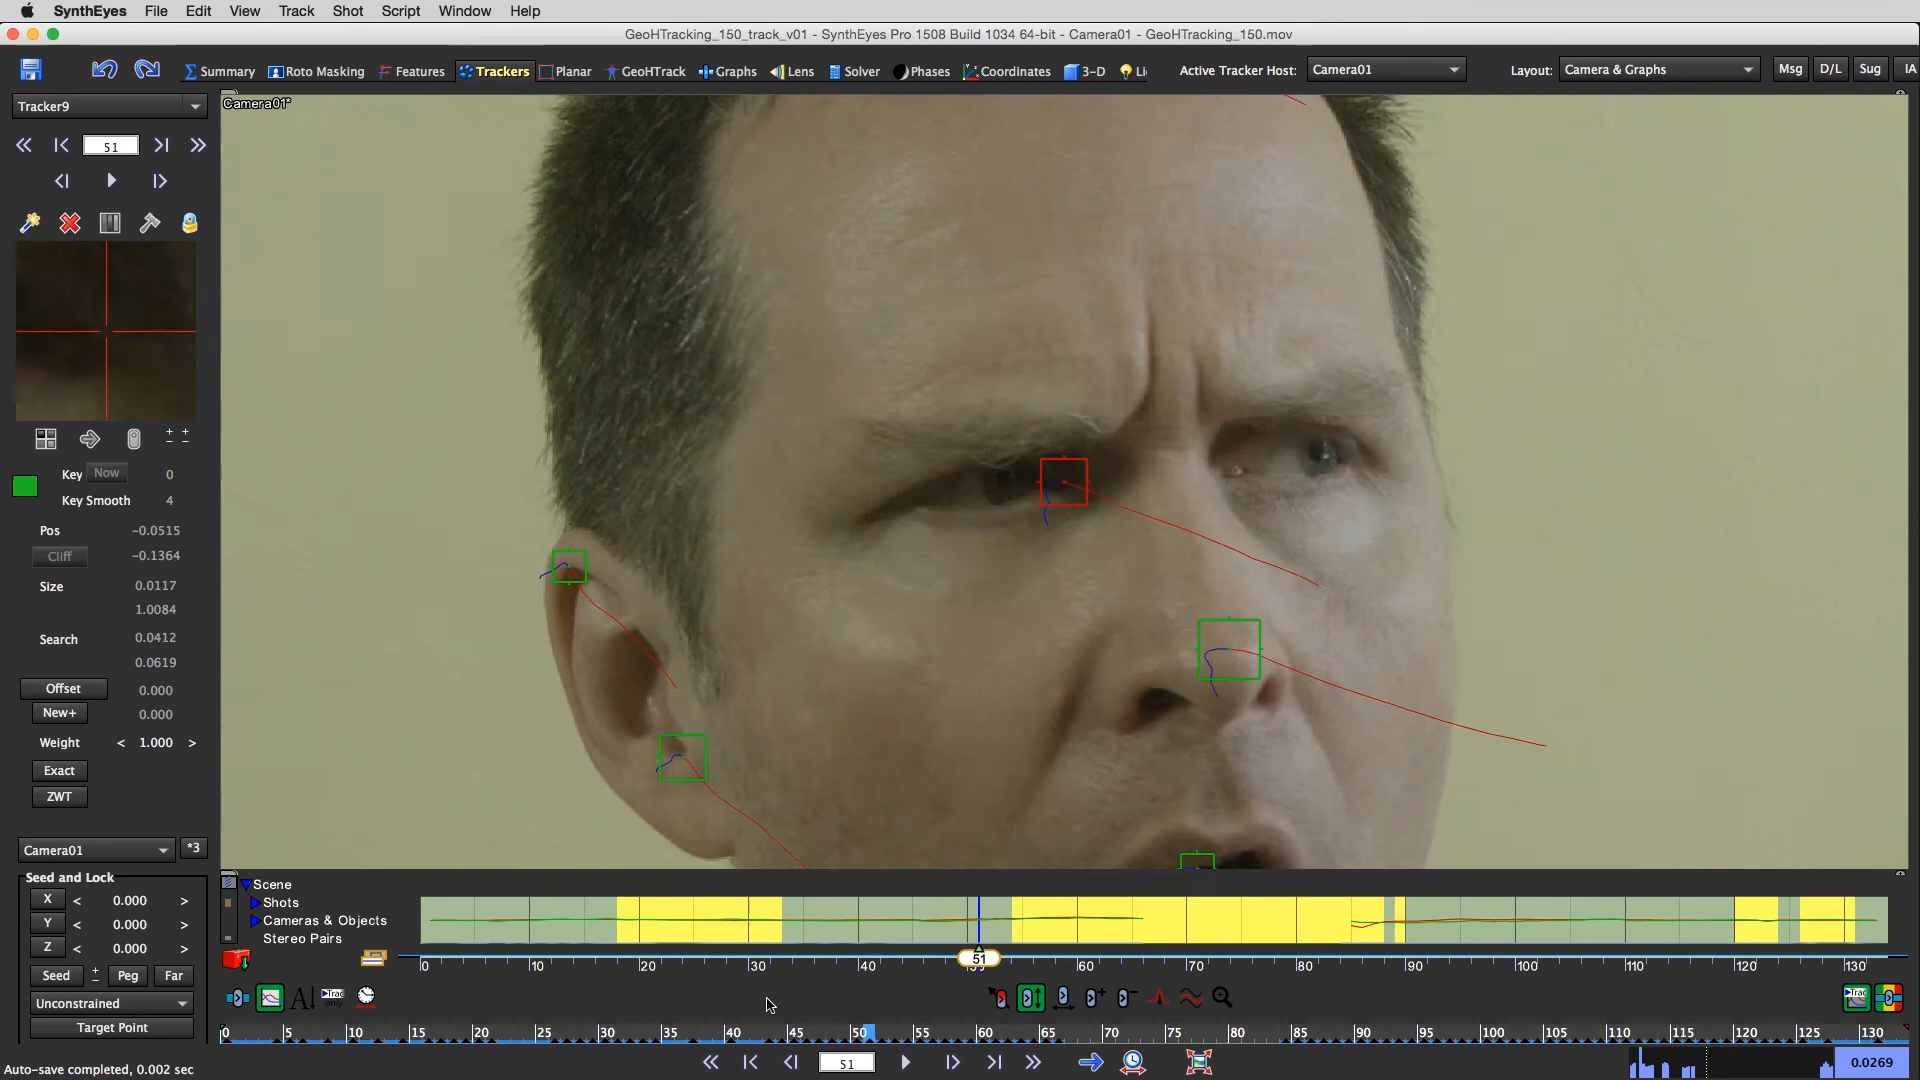 SynthEyes File Edit View Track Shot Script Window Help
GeoHTracking_150_track_v01 - SynthEyes Pro 1508 Build 1034 64-bit - Camera01 - GeoHTracking_150.mov
Summary Roto Masking Features Trackers Planar GeoHTrack Graphs Lens Solver Phases Coordinates 3-D Li Active Tracker Host: Camera01 Layout: Camera & Graphs Msg D/L Sug IA
Tracker9
Camera01*
51
Key Now 0
Key Smooth 4
Pos -0.0515
Cliff -0.1364
Size 0.0117
1.0084
Search 0.0412
0.0619
Offset 0.000
New+ 0.000
Weight < 1.000 >
Exact
ZWT
Camera01 *3
Seed and Lock
X < 0.000 >
Y < 0.000 >
Z < 0.000 >
Seed Peg Far
Unconstrained
Target Point
Scene
Shots
Cameras & Objects
Stereo Pairs
0 10 20 30 40 51 60 70 80 90 100 110 120 130
0 5 10 15 20 25 30 35 40 45 50 55 60 65 70 75 80 85 90 95 100 105 110 115 120 125 130
51
0.0269
Auto-save completed, 0.002 sec